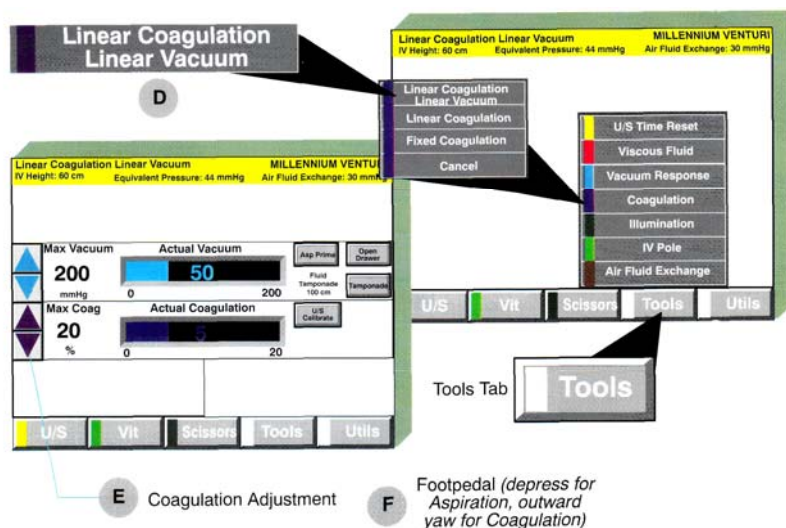 Linear Coagulation
Linear Vacuum
D
Linear Coagulation Linear Vacuum MILLENNIUM VENTURI
IV Height: 60 cm Equivalent Pressure: 44 mmHg Air Fluid Exchange: 30 mmHg
Linear Coagulation
Linear Vacuum
Linear Coagulation
Fixed Coagulation
Cancel
U/S Time Reset
Viscous Fluid
Vacuum Response
Coagulation
Illumination
IV Pole
Air Fluid Exchange
U/S Vit Scissors Tools Utils
Tools Tab
Tools
Linear Coagulation Linear Vacuum MILLENNIUM VENTURI
IV Height: 60 cm Equivalent Pressure: 44 mmHg Air Fluid Exchange: 30 mmHg
Max Vacuum
200
mmHg
Actual Vacuum
50
0 200
Asp Prime
Open
Drawer
Fluid
Tamponade
100 cm
Tamponade
Max Coag
20
%
Actual Coagulation
5
0 20
U/S
Calibrate
U/S Vit Scissors Tools Utils
E Coagulation Adjustment
F Footpedal (depress for
Aspiration, outward
yaw for Coagulation)